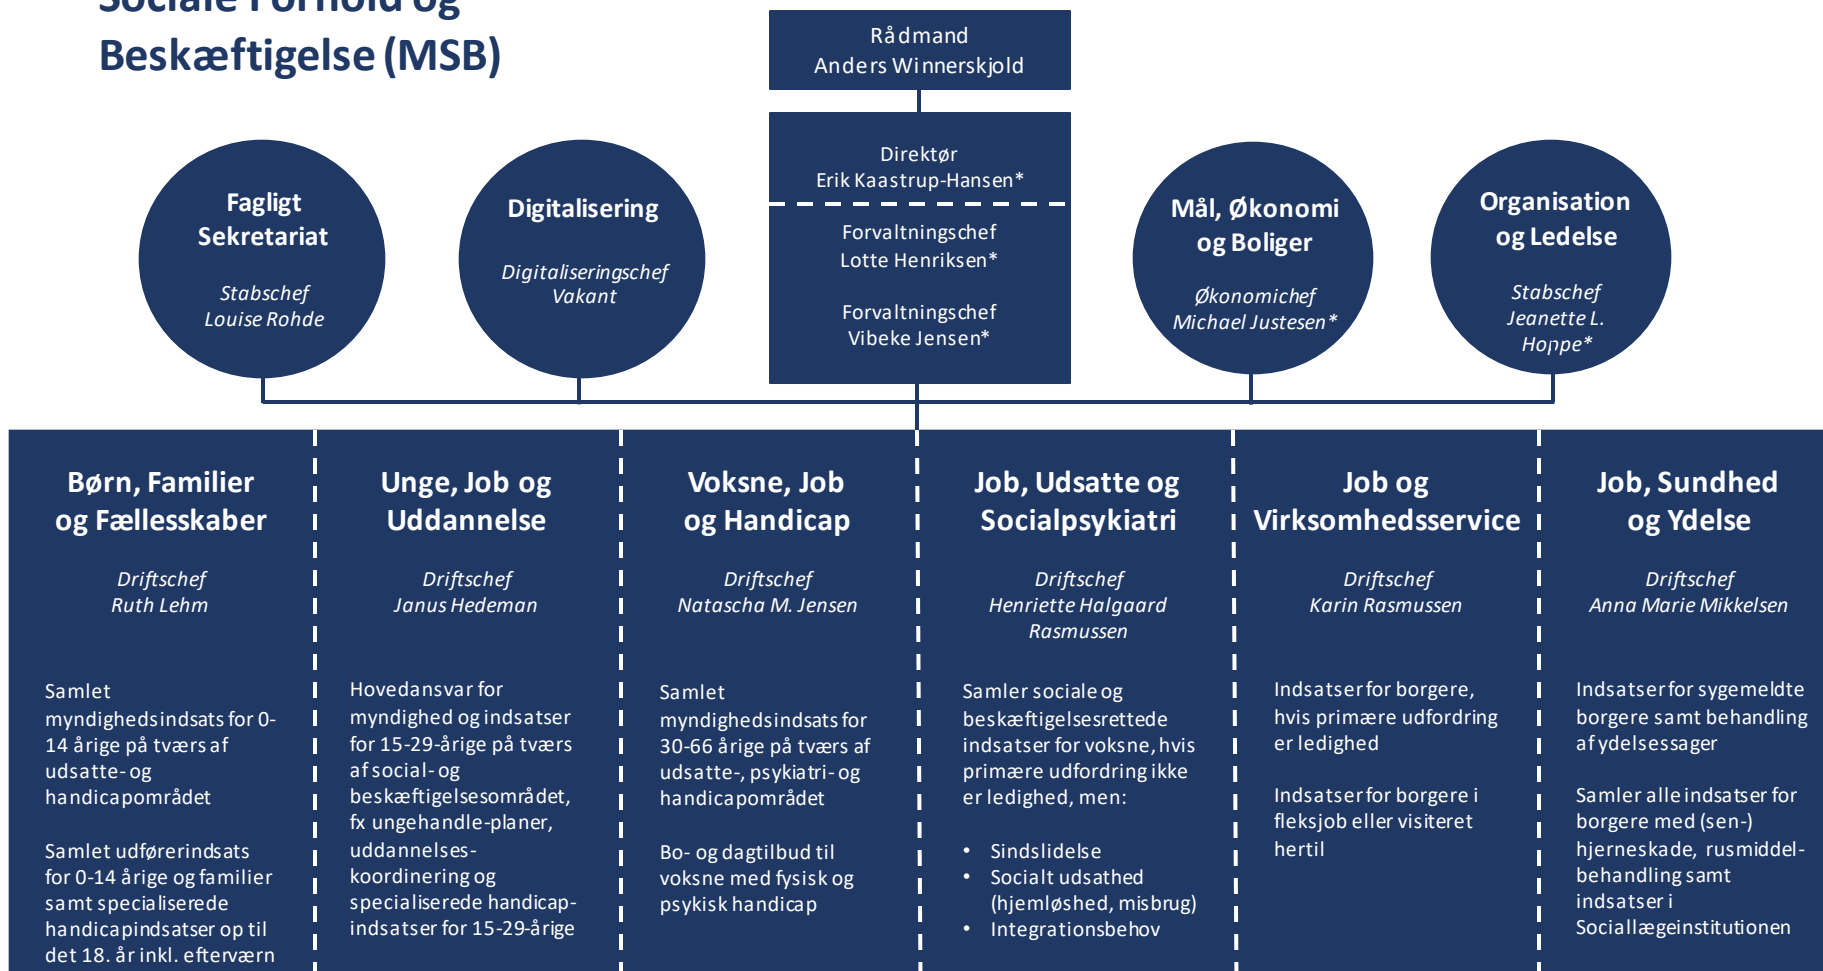 Sociale Forhold og
Beskæftigelse (MSB)
Rådmand
Anders Winnerskjold
Direktør
Erik Kaastrup-Hansen*
Forvaltningschef
Lotte Henriksen*
Forvaltningschef
Vibeke Jensen*
Fagligt
Sekretariat
Stabschef
Louise Rohde
Digitalisering
Digitaliseringschef
Vakant
Mål, Økonomi
og Boliger
Økonomichef
Michael Justesen*
Organisation
og Ledelse
Stabschef
Jeanette L.
Hoppe*
Børn, Familier
og Fællesskaber
Driftschef
Ruth Lehm
Samlet
myndighedsindsats for 0-
14 årige på tværs af
udsatte- og
handicapområdet
Samlet udførerindsats
for 0-14 årige og familier
samt specialiserede
handicapindsatser op til
det 18. år inkl. efterværn
Unge, Job og
Uddannelse
Driftschef
Janus Hedeman
Hovedansvar for
myndighed og indsatser
for 15-29-årige på tværs
af social- og
beskæftigelsesområdet,
fx ungehandle-planer,
uddannelses-
koordinering og
specialiserede handicap-
indsatser for 15-29-årige
Voksne, Job
og Handicap
Driftschef
Natascha M. Jensen
Samlet
myndighedsindsats for
30-66 årige på tværs af
udsatte-, psykiatri- og
handicapområdet
Bo- og dagtilbud til
voksne med fysisk og
psykisk handicap
Job, Udsatte og
Socialpsykiatri
Driftschef
Henriette Halgaard
Rasmussen
Samler sociale og
beskæftigelsesrettede
indsatser for voksne, hvis
primære udfordring ikke
er ledighed, men:
• Sindslidelse
• Socialt udsathed
(hjemløshed, misbrug)
• Integrationsbehov
Job og
Virksomhedsservice
Driftschef
Karin Rasmussen
Indsatser for borgere,
hvis primære udfordring
er ledighed
Indsatser for borgere i
fleksjob eller visiteret
hertil
Job, Sundhed
og Ydelse
Driftschef
Anna Marie Mikkelsen
Indsatser for sygemeldte
borgere samt behandling
af ydelsessager
Samler alle indsatser for
borgere med (sen-)
hjerneskade, rusmiddel-
behandling samt
indsatser i
Sociallægeinstitutionen